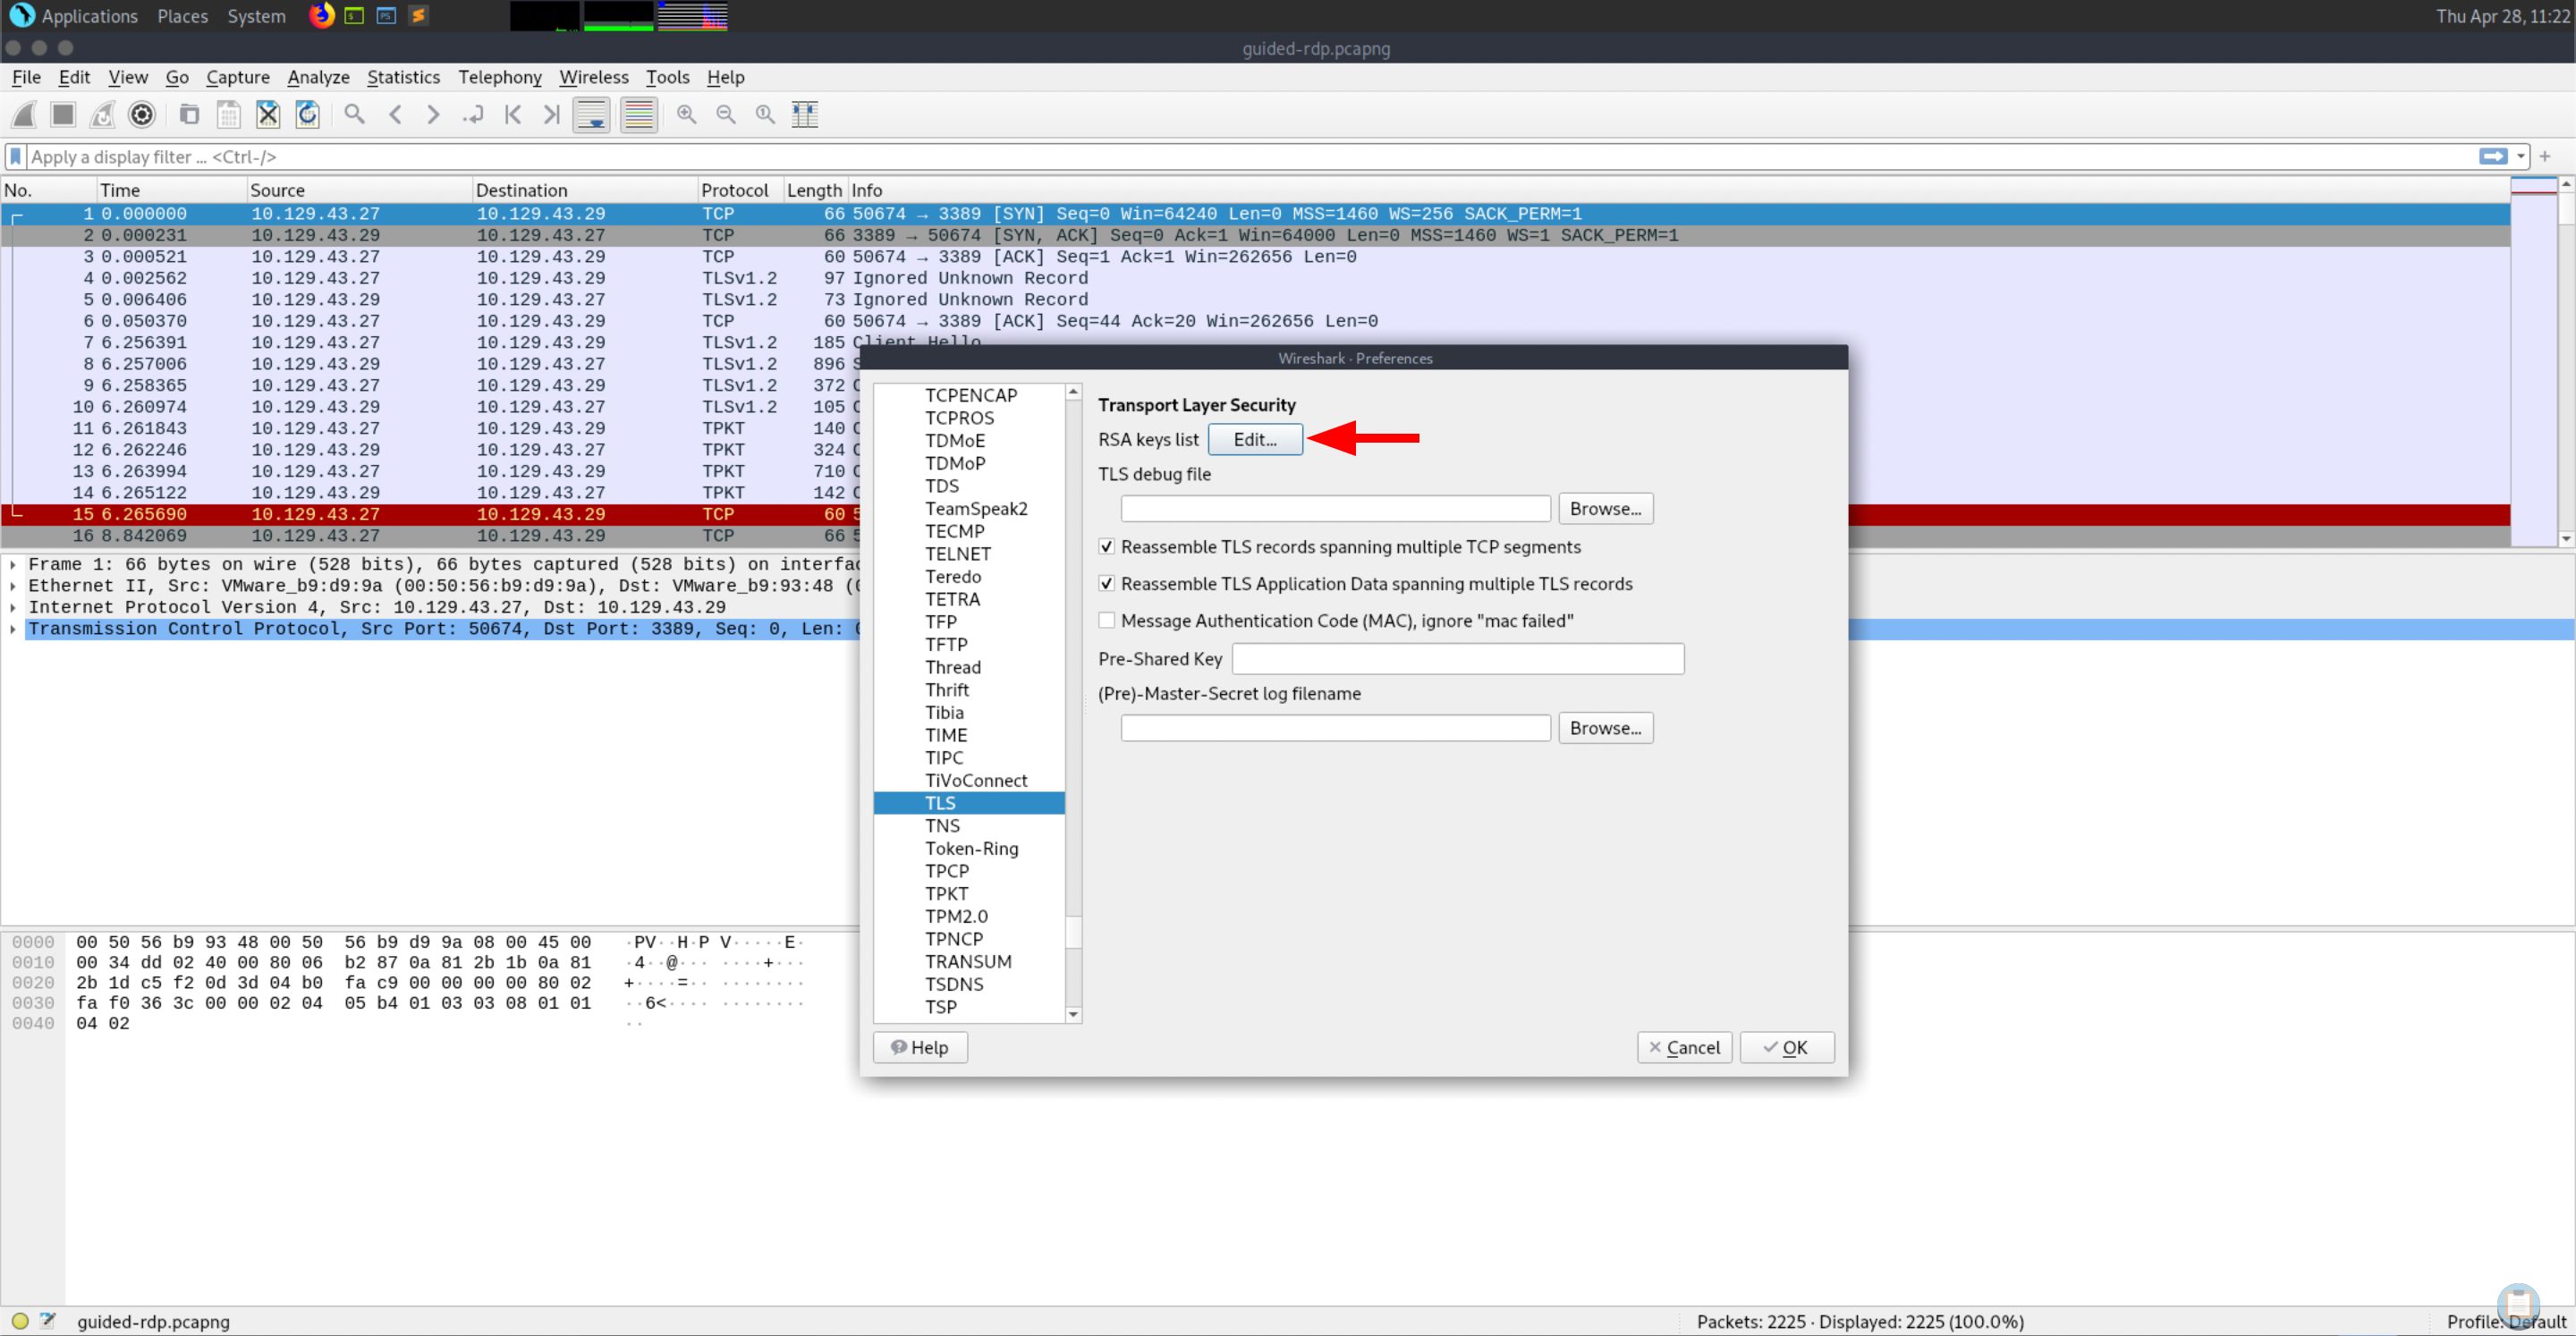 Applications Places System Thu Apr 28, 11:22
guided-rdp.pcapng
File Edit View Go Capture Analyze Statistics Telephony Wireless Tools Help
Apply a display filter ... <Ctrl-/>
No. Time Source Destination Protocol Length Info
1 0.000000 10.129.43.27 10.129.43.29 TCP 66 50674 → 3389 [SYN] Seq=0 Win=64240 Len=0 MSS=1460 WS=256 SACK_PERM=1
2 0.000231 10.129.43.29 10.129.43.27 TCP 66 3389 → 50674 [SYN, ACK] Seq=0 Ack=1 Win=64000 Len=0 MSS=1460 WS=1 SACK_PERM=1
3 0.000521 10.129.43.27 10.129.43.29 TCP 60 50674 → 3389 [ACK] Seq=1 Ack=1 Win=262656 Len=0
4 0.002562 10.129.43.27 10.129.43.29 TLSv1.2 97 Ignored Unknown Record
5 0.006406 10.129.43.29 10.129.43.27 TLSv1.2 73 Ignored Unknown Record
6 0.050370 10.129.43.27 10.129.43.29 TCP 60 50674 → 3389 [ACK] Seq=44 Ack=20 Win=262656 Len=0
7 6.256391 10.129.43.27 10.129.43.29 TLSv1.2 185 Client Hello
8 6.257006 10.129.43.29 10.129.43.27 TLSv1.2 896
9 6.258365 10.129.43.27 10.129.43.29 TLSv1.2 372
10 6.260974 10.129.43.29 10.129.43.27 TLSv1.2 105
11 6.261843 10.129.43.27 10.129.43.29 TPKT 140
12 6.262246 10.129.43.29 10.129.43.27 TPKT 324
13 6.263994 10.129.43.27 10.129.43.29 TPKT 710
14 6.265122 10.129.43.29 10.129.43.27 TPKT 142
15 6.265690 10.129.43.27 10.129.43.29 TCP 60 5
16 8.842069 10.129.43.27 10.129.43.29 TCP 66 5
Frame 1: 66 bytes on wire (528 bits), 66 bytes captured (528 bits) on interfac
Ethernet II, Src: VMware_b9:d9:9a (00:50:56:b9:d9:9a), Dst: VMware_b9:93:48 (0
Internet Protocol Version 4, Src: 10.129.43.27, Dst: 10.129.43.29
Transmission Control Protocol, Src Port: 50674, Dst Port: 3389, Seq: 0, Len: 0
0000 00 50 56 b9 93 48 00 50 56 b9 d9 9a 08 00 45 00 ·PV··H·P V·····E·
0010 00 34 dd 02 40 00 80 06 b2 87 0a 81 2b 1b 0a 81 ·4··@··· ····+···
0020 2b 1d c5 f2 0d 3d 04 b0 fa c9 00 00 00 00 80 02 +····=·· ········
0030 fa f0 36 3c 00 00 02 04 05 b4 01 03 03 08 01 01 ··6<···· ········
0040 04 02 ··
Wireshark · Preferences
TCPENCAP
TCPROS
TDMoE
TDMoP
TDS
TeamSpeak2
TECMP
TELNET
Teredo
TETRA
TFP
TFTP
Thread
Thrift
Tibia
TIME
TIPC
TiVoConnect
TLS
TNS
Token-Ring
TPCP
TPKT
TPM2.0
TPNCP
TRANSUM
TSDNS
TSP
Transport Layer Security
RSA keys list Edit...
TLS debug file
Browse...
Reassemble TLS records spanning multiple TCP segments
Reassemble TLS Application Data spanning multiple TLS records
Message Authentication Code (MAC), ignore "mac failed"
Pre-Shared Key
(Pre)-Master-Secret log filename
Browse...
Help Cancel OK
guided-rdp.pcapng Packets: 2225 · Displayed: 2225 (100.0%) Profile: Default